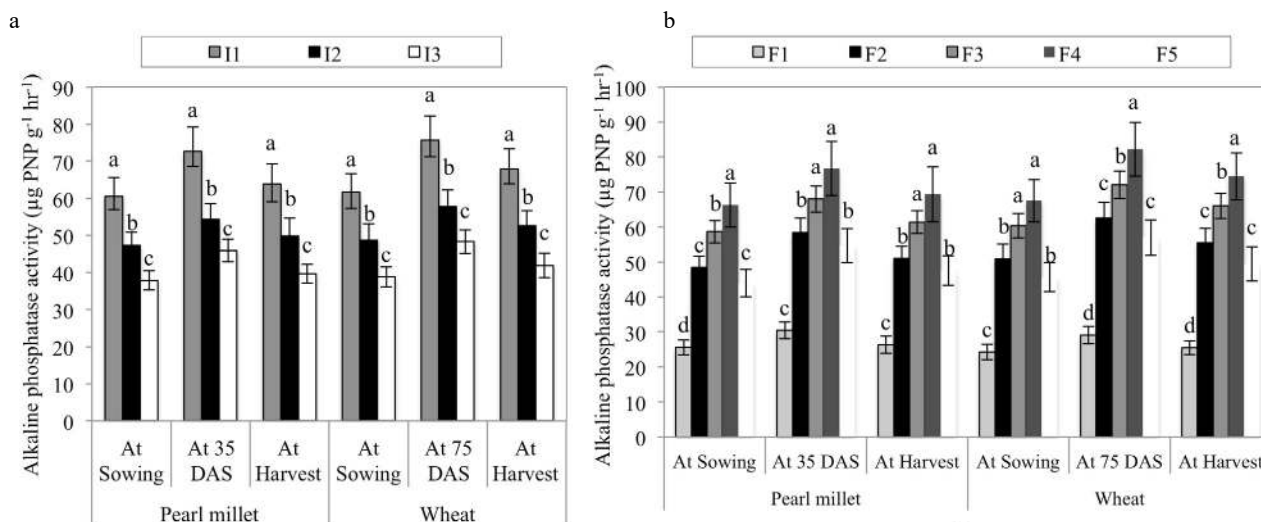 a
I1 I2 I3
Alkaline phosphatase activity (µg PNP g⁻¹ hr⁻¹)
90
80
70
60
50
40
30
20
10
0
a b c
a b c
a b c
a b c
a b c
a b c
At Sowing
At 35 DAS
At Harvest
At Sowing
At 75 DAS
At Harvest
Pearl millet
Wheat
b
F1 F2 F3 F4 F5
Alkaline phosphatase activity (µg PNP g⁻¹ hr⁻¹)
100
90
80
70
60
50
40
30
20
10
0
d c b a c
c b a a b
c b a a b
c b a a b
d c b a c
d c b a c
At Sowing
At 35 DAS
At Harvest
At Sowing
At 75 DAS
At Harvest
Pearl millet
Wheat